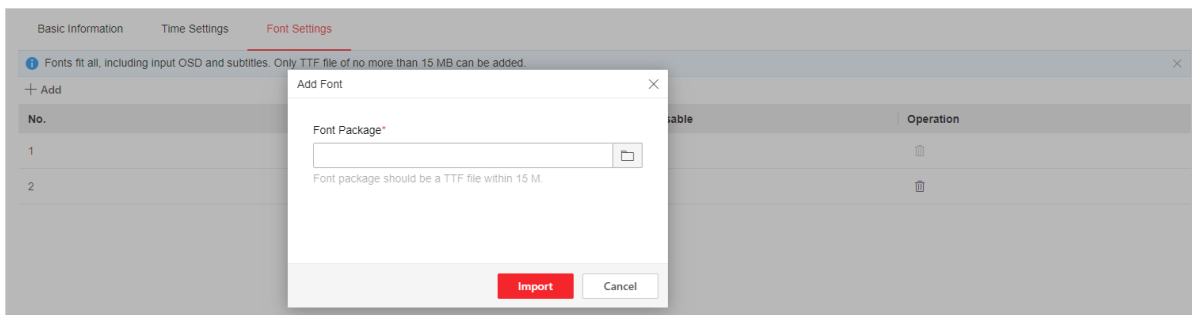 Basic Information Time Settings Font Settings
Fonts fit all, including input OSD and subtitles. Only TTF file of no more than 15 MB can be added.
+ Add
Add Font
No. Operation
Font Package*
1
Font package should be a TTF file within 15 M.
2
Import Cancel